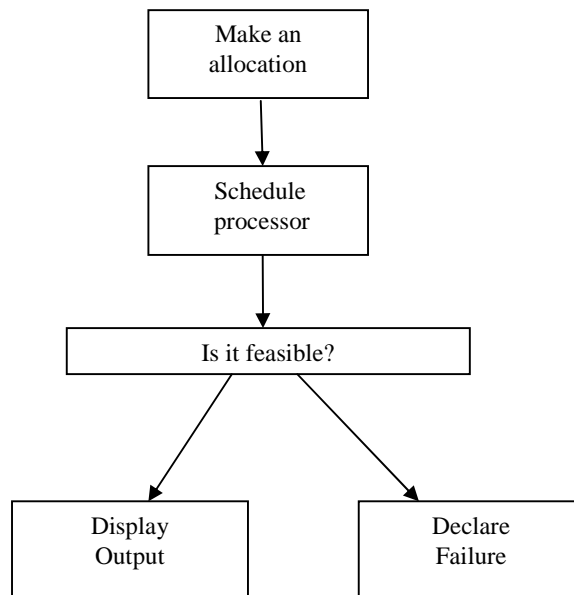 Make an
allocation
Schedule
processor
Is it feasible?
Display
Output
Declare
Failure